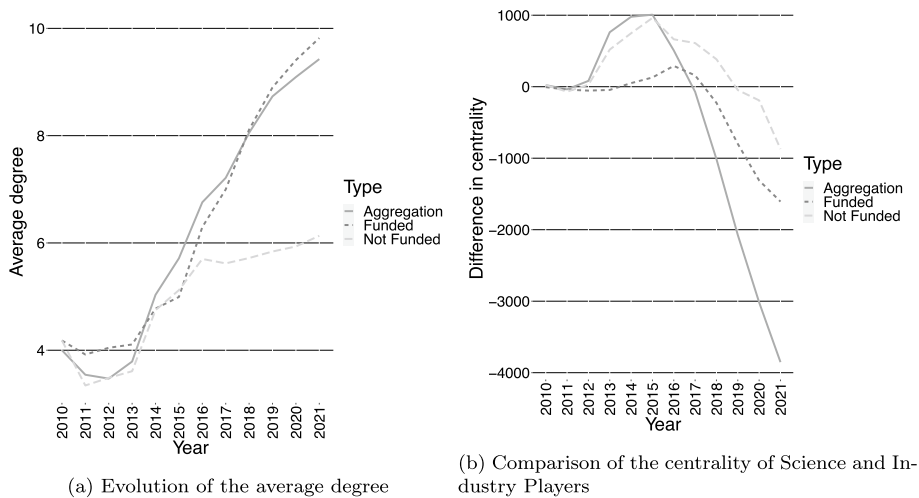 10
8
6
4
Average degree
2010 2011 2012 2013 2014 2015 2016 2017 2018 2019 2020 2021
Year
Type
Aggregation
Funded
Not Funded
(a) Evolution of the average degree
1000
0
−1000
−2000
−3000
−4000
Difference in centrality
2010 2011 2012 2013 2014 2015 2016 2017 2018 2019 2020 2021
Year
Type
Aggregation
Funded
Not Funded
(b) Comparison of the centrality of Science and In-
dustry Players